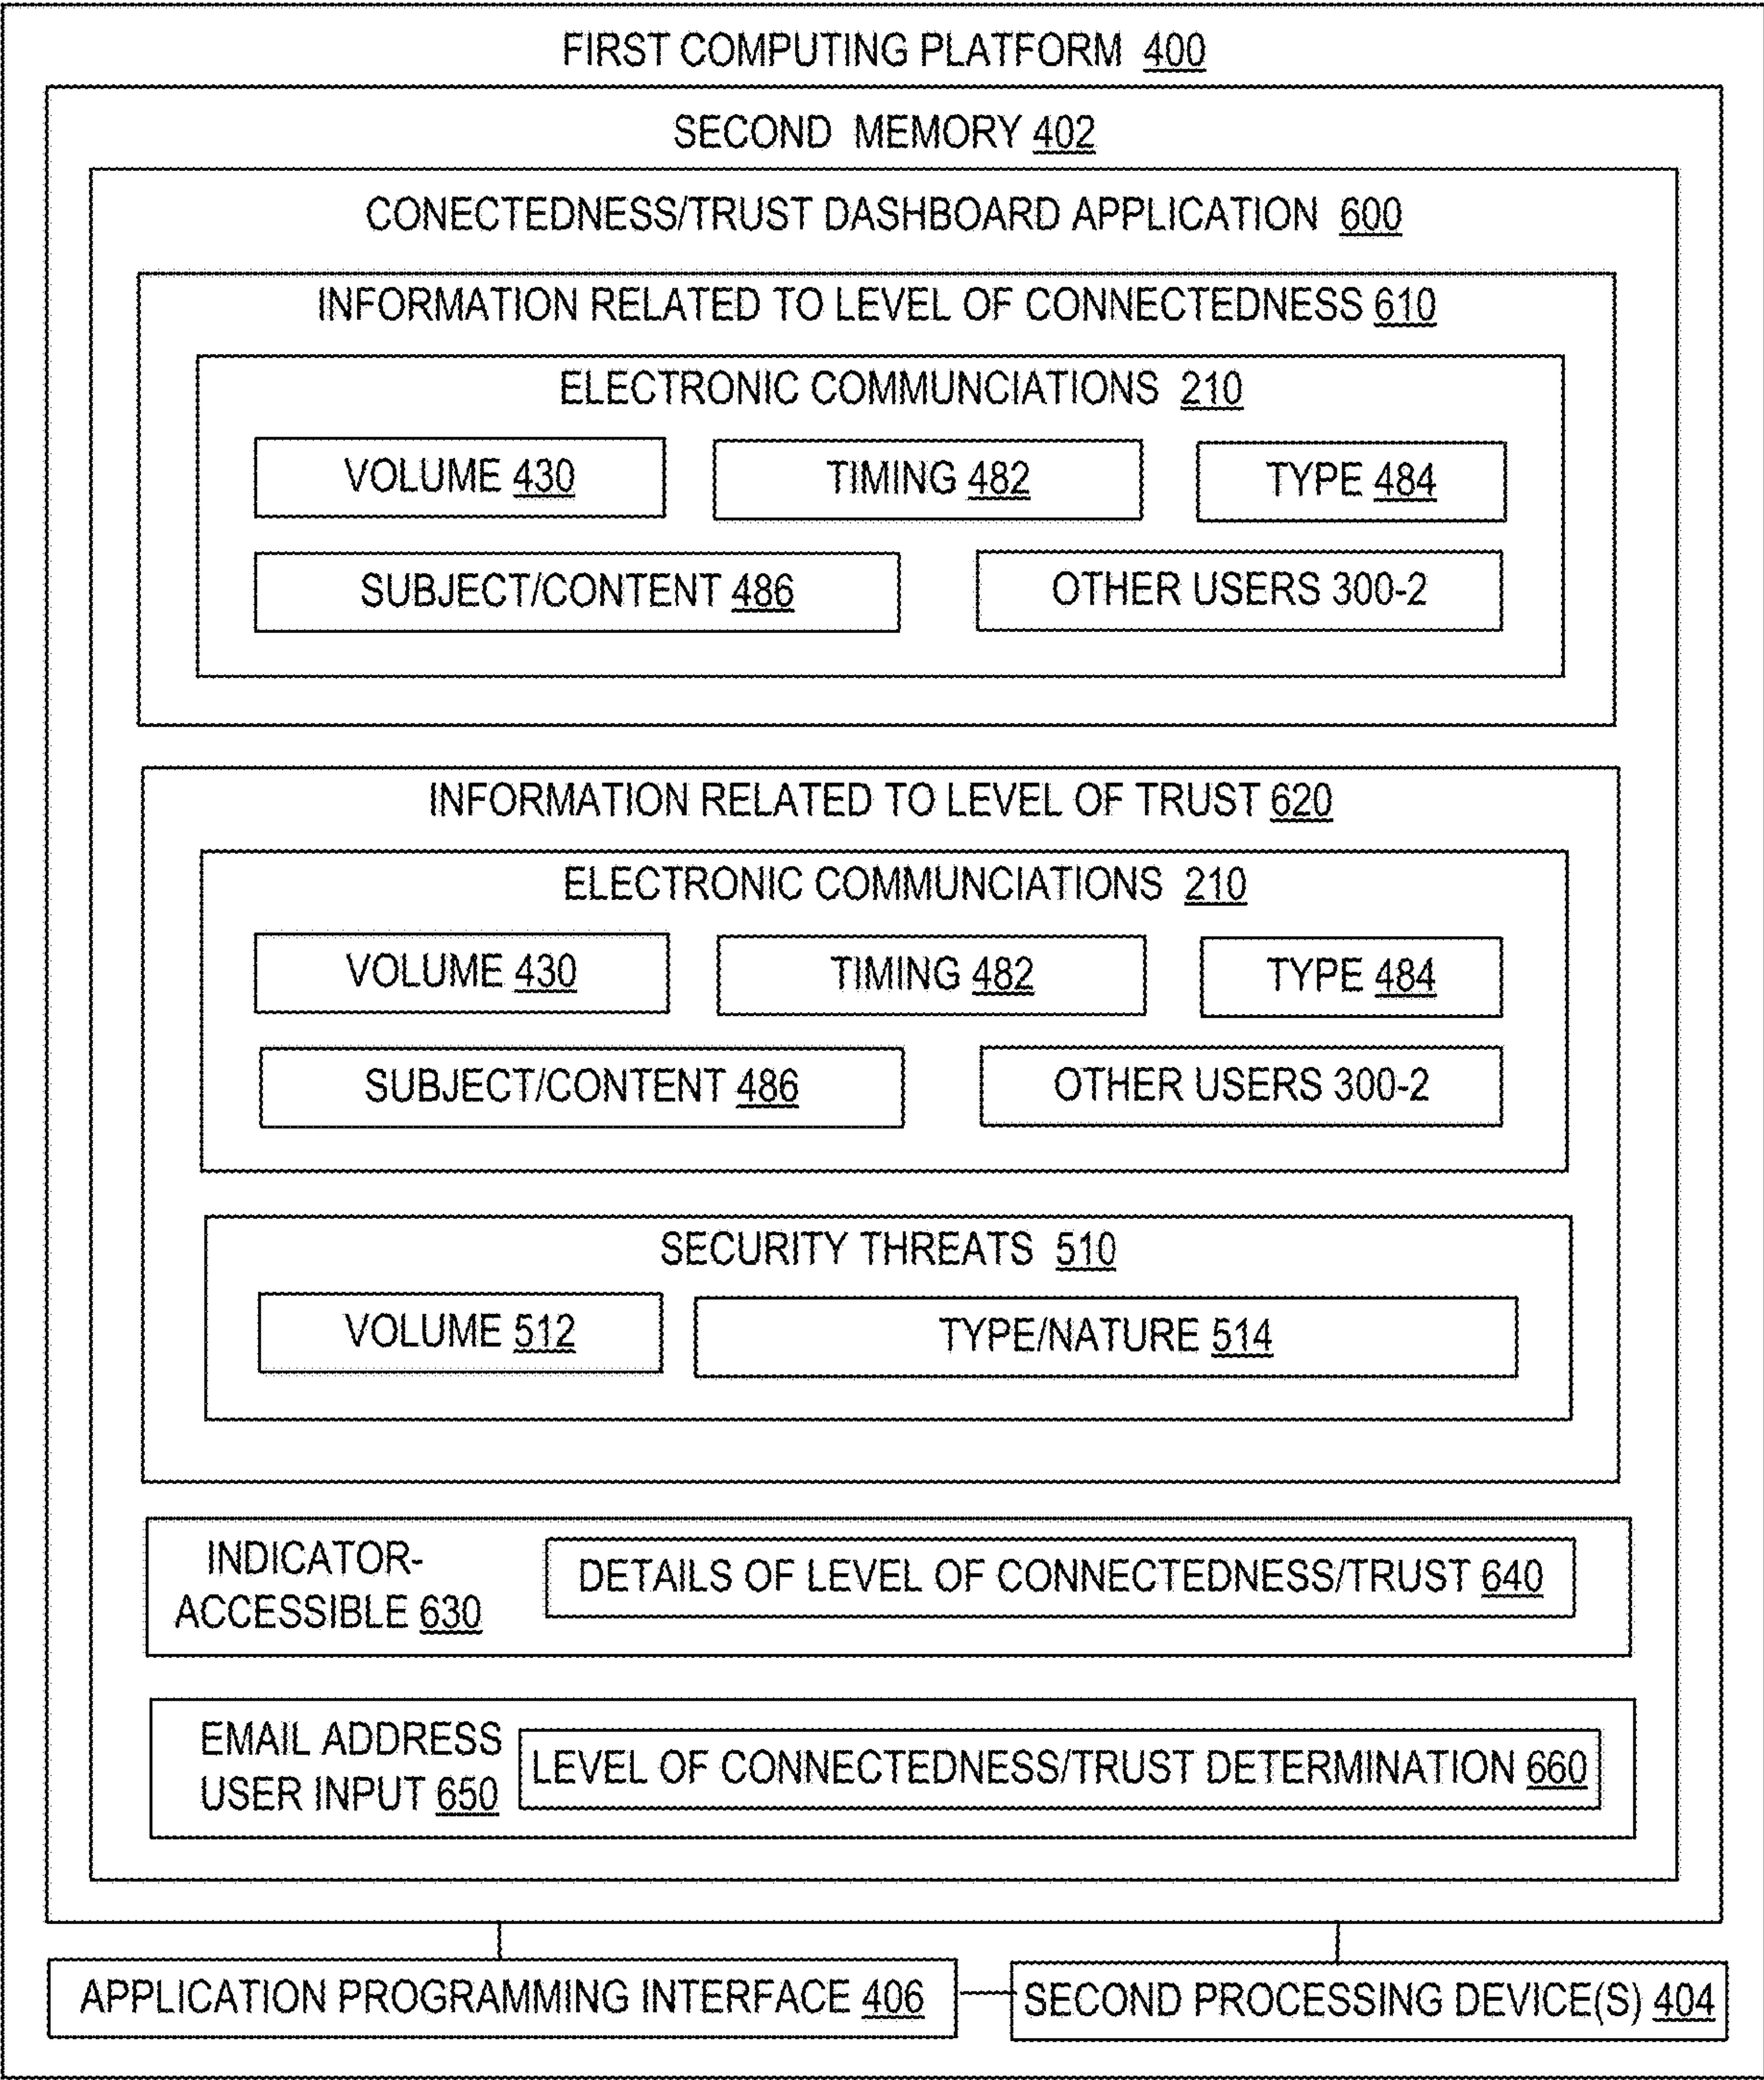 FIRST COMPUTING PLATFORM 400
SECOND MEMORY 402
CONECTEDNESS/TRUST DASHBOARD APPLICATION 600
INFORMATION RELATED TO LEVEL OF CONNECTEDNESS 610
ELECTRONIC COMMUNCIATIONS 210
VOLUME 430 TIMING 482 TYPE 484
SUBJECT/CONTENT 486 OTHER USERS 300-2
INFORMATION RELATED TO LEVEL OF TRUST 620
ELECTRONIC COMMUNCIATIONS 210
VOLUME 430 TIMING 482 TYPE 484
SUBJECT/CONTENT 486 OTHER USERS 300-2
SECURITY THREATS 510
VOLUME 512 TYPE/NATURE 514
INDICATOR-
ACCESSIBLE 630
DETAILS OF LEVEL OF CONNECTEDNESS/TRUST 640
EMAIL ADDRESS
USER INPUT 650
LEVEL OF CONNECTEDNESS/TRUST DETERMINATION 660
APPLICATION PROGRAMMING INTERFACE 406 SECOND PROCESSING DEVICE(S) 404